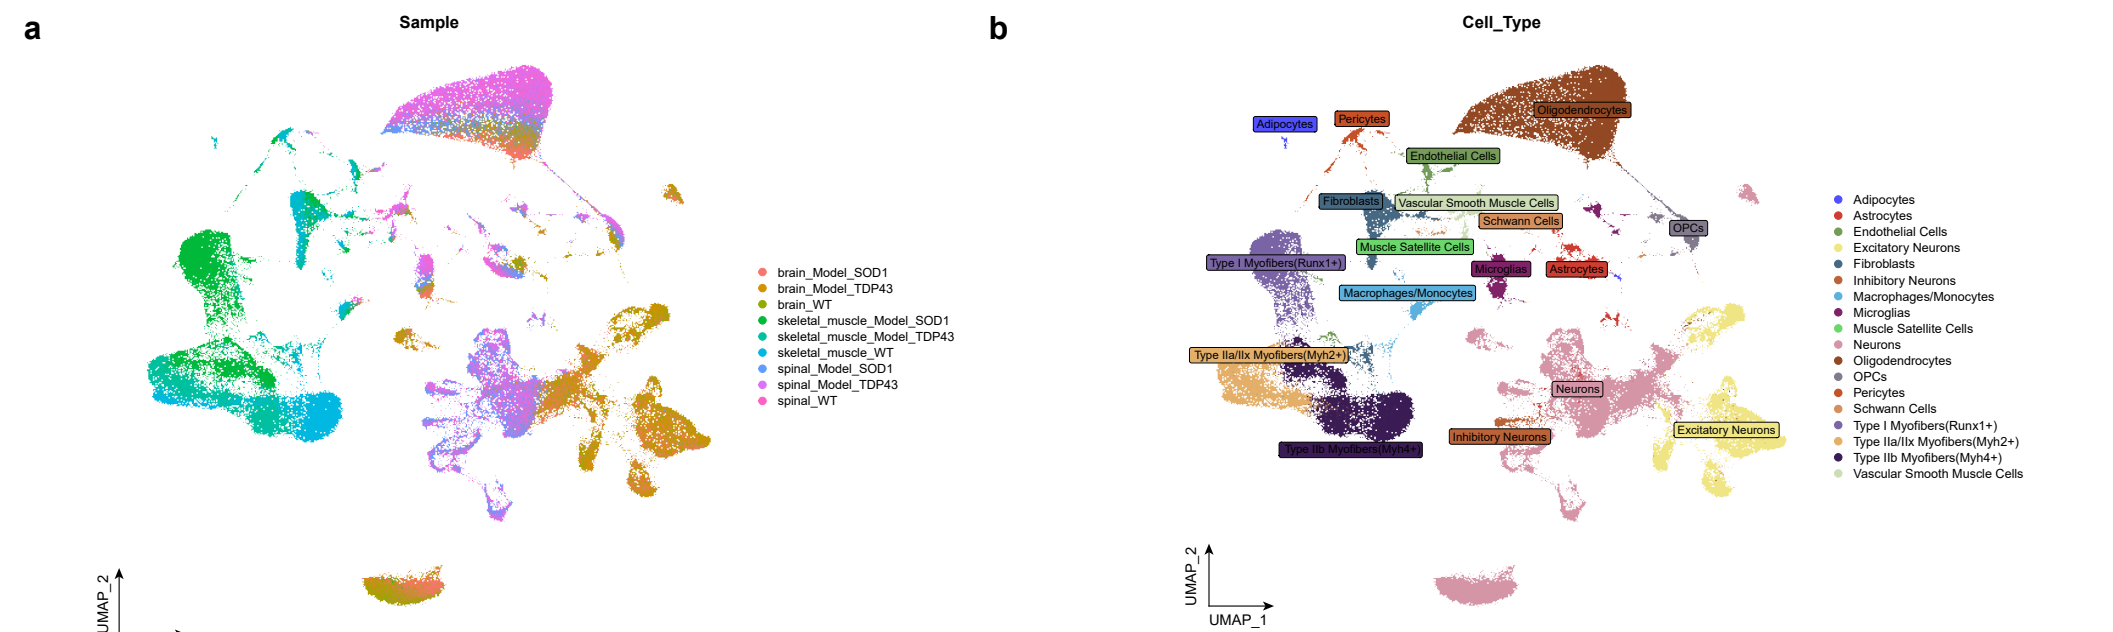 a
Sample
brain_Model_SOD1
brain_Model_TDP43
brain_WT
skeletal_muscle_Model_SOD1
skeletal_muscle_Model_TDP43
skeletal_muscle_WT
spinal_Model_SOD1
spinal_Model_TDP43
spinal_WT
UMAP_2
b
Cell_Type
Oligodendrocytes
Adipocytes
Pericytes
Endothelial Cells
Fibroblasts
Vascular Smooth Muscle Cells
Schwann Cells
OPCs
Muscle Satellite Cells
Type I Myofibers(Runx1+)
Microglias
Astrocytes
Macrophages/Monocytes
Type IIa/IIx Myofibers(Myh2+)
Neurons
Excitatory Neurons
Inhibitory Neurons
Type IIb Myofibers(Myh4+)
UMAP_2
UMAP_1
Adipocytes
Astrocytes
Endothelial Cells
Excitatory Neurons
Fibroblasts
Inhibitory Neurons
Macrophages/Monocytes
Microglias
Muscle Satellite Cells
Neurons
Oligodendrocytes
OPCs
Pericytes
Schwann Cells
Type I Myofibers(Runx1+)
Type IIa/IIx Myofibers(Myh2+)
Type IIb Myofibers(Myh4+)
Vascular Smooth Muscle Cells